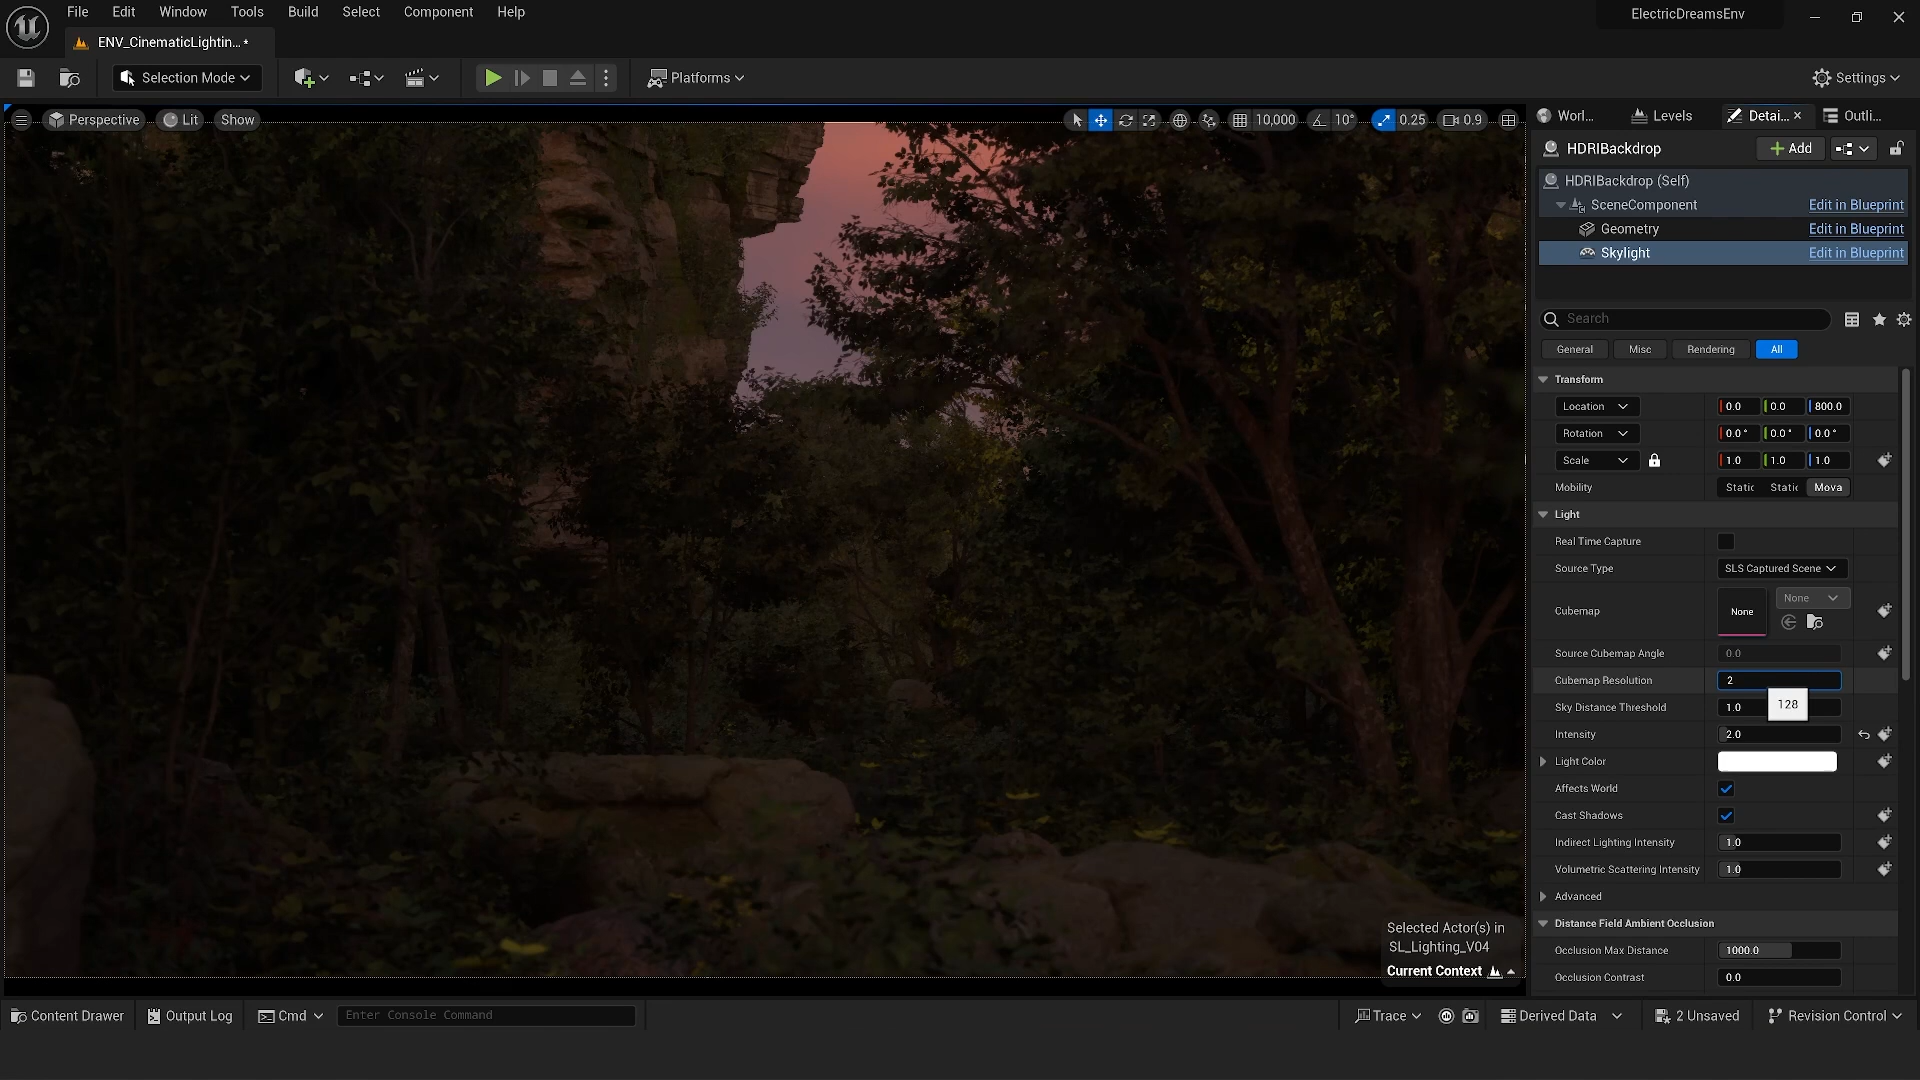 File Edit Window Tools Build Select Component Help
ElectricDreamsEnv
ENV_CinematicLightin... •
Selection Mode
Platforms
Settings
Perspective
Lit
Show
10,000
10°
0.25
0.9
Worl...
Levels
Detai...
Outli...
HDRIBackdrop
Add
HDRIBackdrop (Self)
SceneComponent Edit in Blueprint
Geometry Edit in Blueprint
Skylight Edit in Blueprint
Search
General Misc Rendering All
Transform
Location 0.0 0.0 800.0
Rotation 0.0 ° 0.0 ° 0.0 °
Scale 1.0 1.0 1.0
Mobility Static Static Mova
Light
Real Time Capture
Source Type SLS Captured Scene
Cubemap None None
Source Cubemap Angle 0.0
Cubemap Resolution 2
128
Sky Distance Threshold 1.0
Intensity 2.0
Light Color
Affects World
Cast Shadows
Indirect Lighting Intensity 1.0
Volumetric Scattering Intensity 1.0
Advanced
Distance Field Ambient Occlusion
Occlusion Max Distance 1000.0
Occlusion Contrast 0.0
Selected Actor(s) in
SL_Lighting_V04
Current Context
Content Drawer
Output Log
Cmd
Enter Console Command
Trace
Derived Data
2 Unsaved
Revision Control